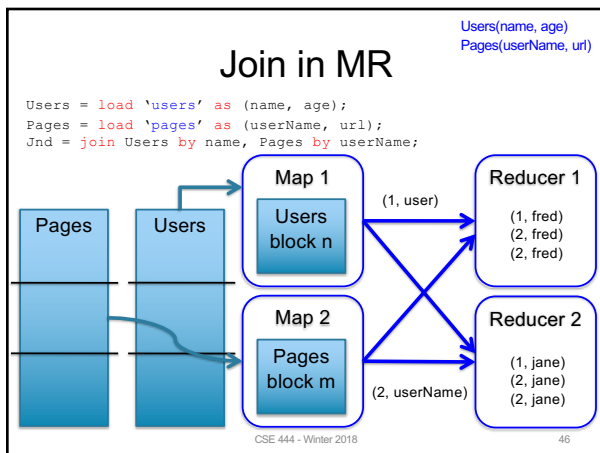 Users(name, age)
Pages(userName, url)
Join in MR
Users = load ‘users’ as (name, age);
Pages = load ‘pages’ as (userName, url);
Jnd = join Users by name, Pages by userName;
Pages
Users
Map 1
Users
block n
Map 2
Pages
block m
(1, user)
(2, userName)
Reducer 1
(1, fred)
(2, fred)
(2, fred)
Reducer 2
(1, jane)
(2, jane)
(2, jane)
CSE 444 - Winter 2018
46